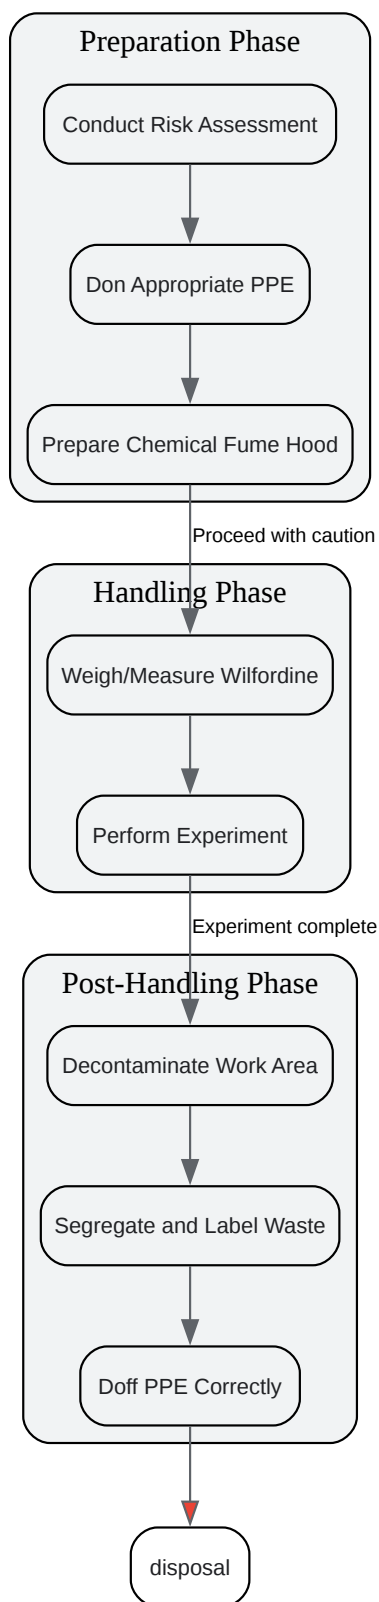 Preparation Phase
Conduct Risk Assessment
Don Appropriate PPE
Prepare Chemical Fume Hood
Proceed with caution
Handling Phase
Weigh/Measure Wilfordine
Perform Experiment
Experiment complete
Post-Handling Phase
Decontaminate Work Area
Segregate and Label Waste
Doff PPE Correctly
disposal